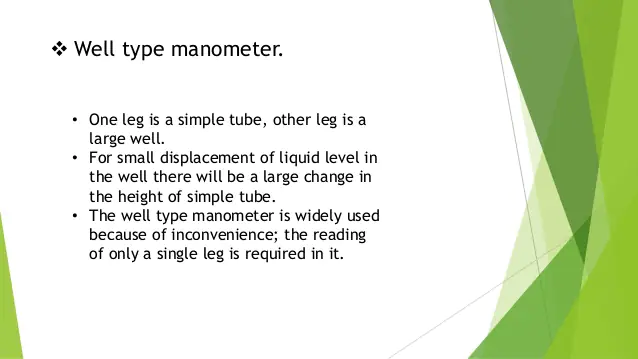 ❖ Well type manometer.
• One leg is a simple tube, other leg is a
large well.
• For small displacement of liquid level in
the well there will be a large change in
the height of simple tube.
• The well type manometer is widely used
because of inconvenience; the reading
of only a single leg is required in it.